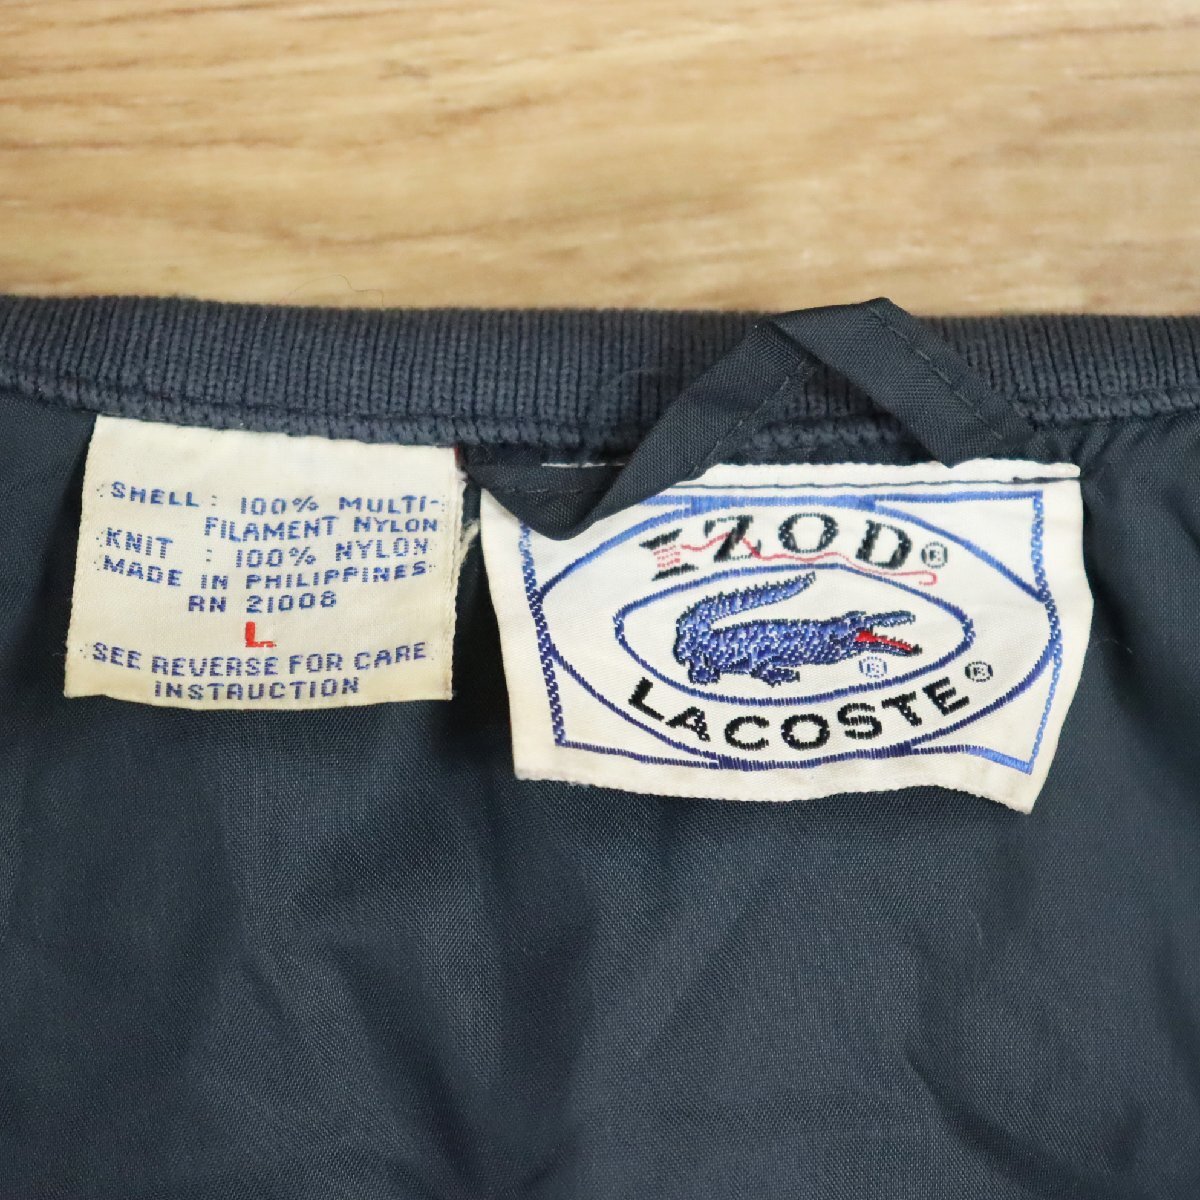 SHELL : 100% MULTI-
FILAMENT NYLON
KNIT : 100% NYLON
MADE IN PHILIPPINES
RN 21008
L
SEE REVERSE FOR CARE
INSTRUCTION
IZOD®
®
LACOSTE®